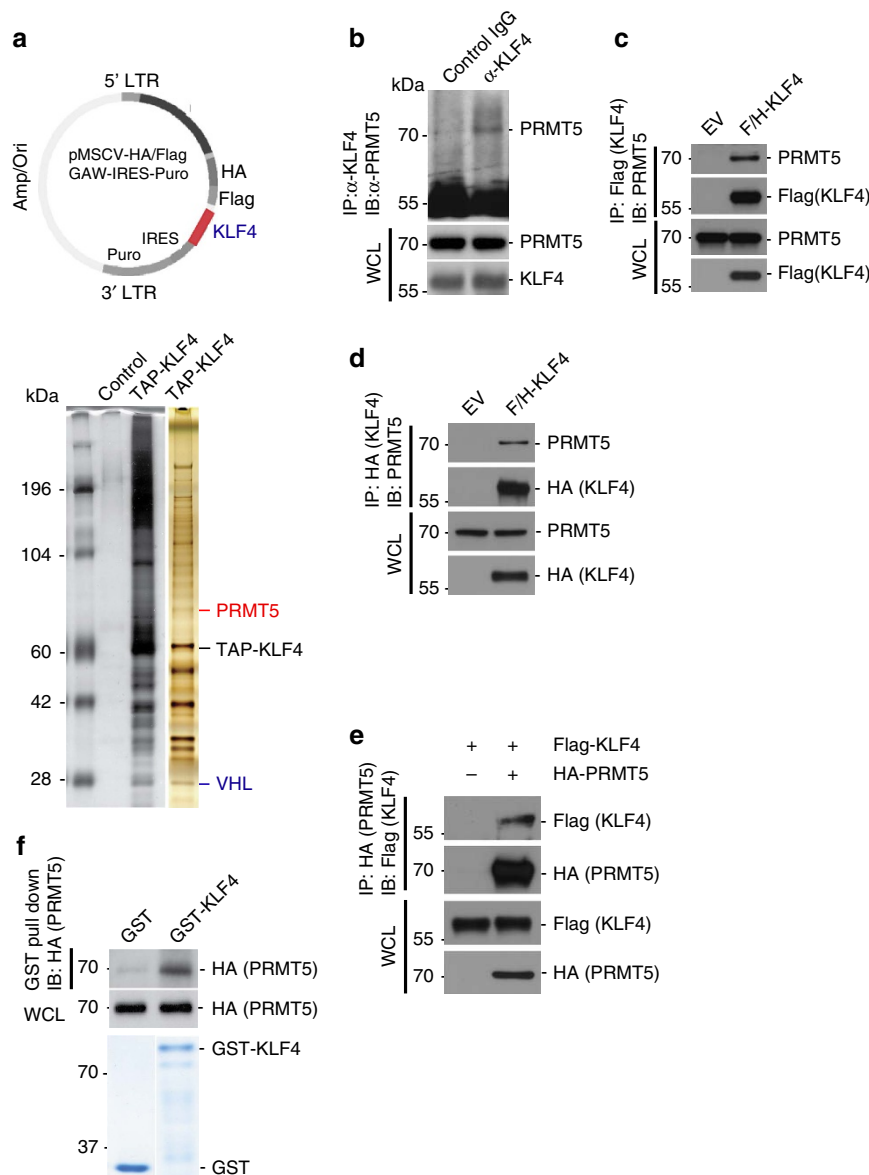 a
5′ LTR
pMSCV-HA/Flag
GAW-IRES-Puro
Amp/Ori
HA
Flag
KLF4
IRES
Puro
3′ LTR
kDa
Control
TAP-KLF4
TAP-KLF4
196
104
60
42
28
PRMT5
TAP-KLF4
VHL
b
kDa
Control IgG
α-KLF4
IP:α-KLF4
IB:α-PRMT5
70
55
PRMT5
WCL
70
PRMT5
55
KLF4
c
EV
F/H-KLF4
IP: Flag (KLF4)
IB: PRMT5
70
PRMT5
55
Flag(KLF4)
WCL
70
PRMT5
55
Flag(KLF4)
d
EV
F/H-KLF4
IP: HA (KLF4)
IB: PRMT5
70
PRMT5
55
HA (KLF4)
WCL
70
PRMT5
55
HA (KLF4)
e
+ + Flag-KLF4
– + HA-PRMT5
IP: HA (PRMT5)
IB: Flag (KLF4)
55
Flag (KLF4)
70
HA (PRMT5)
WCL
55
Flag (KLF4)
70
HA (PRMT5)
f
GST
GST-KLF4
GST pull down
IB: HA (PRMT5)
70
HA (PRMT5)
WCL
70
HA (PRMT5)
GST-KLF4
70
37
GST